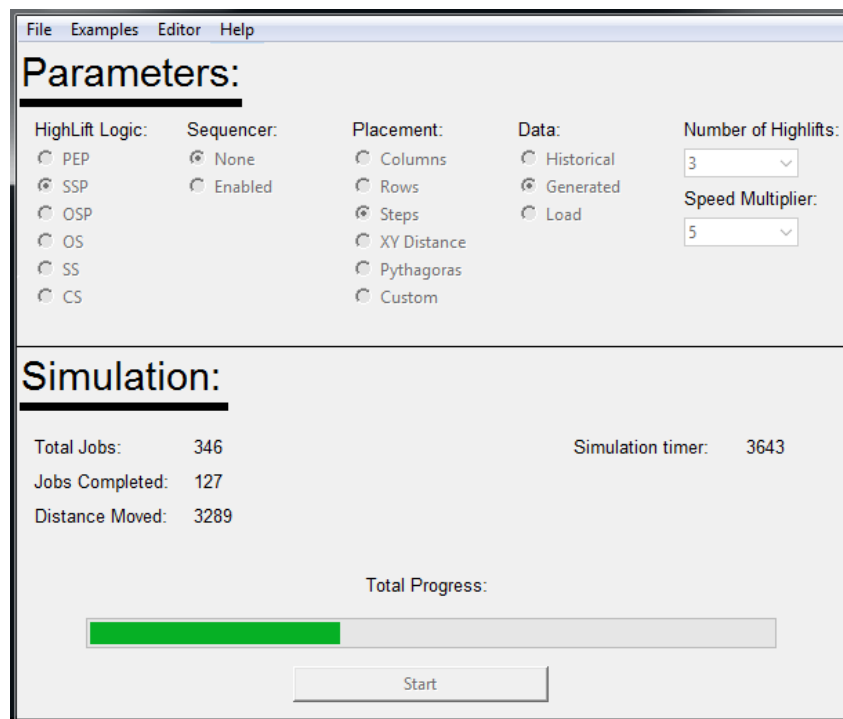 File Examples Editor Help
Parameters:
HighLift Logic: Sequencer: Placement: Data: Number of Highlifts:
PEP None Columns Historical 3
SSP Enabled Rows Generated Speed Multiplier:
OSP Steps Load 5
OS XY Distance
SS Pythagoras
CS Custom
Simulation:
Total Jobs: 346 Simulation timer: 3643
Jobs Completed: 127
Distance Moved: 3289
Total Progress:
Start